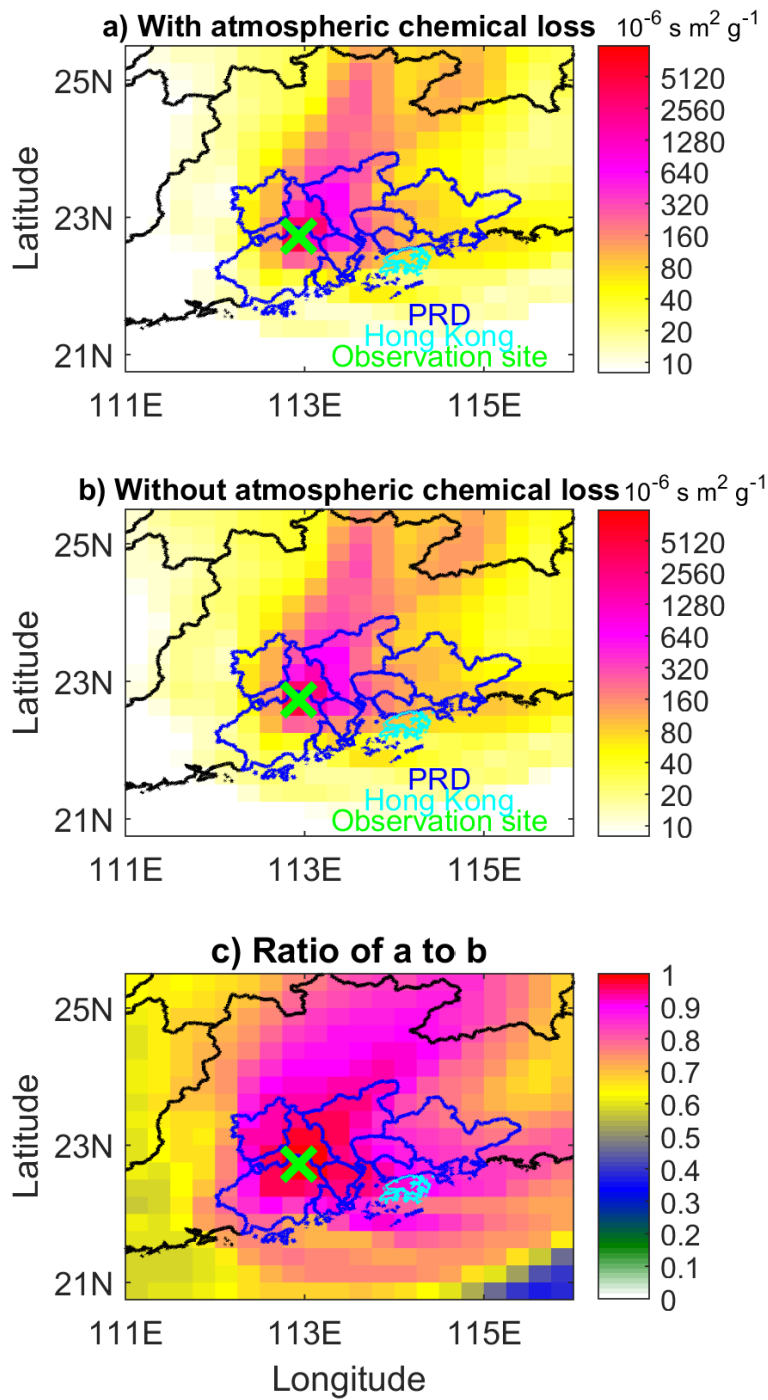 a) With atmospheric chemical loss 10⁻⁶ s m² g⁻¹
25N
23N
21N
Latitude
111E 113E 115E
PRD
Hong Kong
Observation site
5120
2560
1280
640
320
160
80
40
20
10
b) Without atmospheric chemical loss 10⁻⁶ s m² g⁻¹
25N
23N
21N
Latitude
111E 113E 115E
PRD
Hong Kong
Observation site
5120
2560
1280
640
320
160
80
40
20
10
c) Ratio of a to b
25N
23N
21N
Latitude
111E 113E 115E
Longitude
1
0.9
0.8
0.7
0.6
0.5
0.4
0.3
0.2
0.1
0